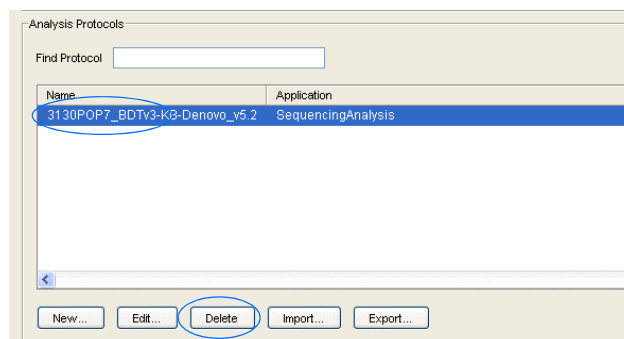 Analysis Protocols
Find Protocol
Name Application
3130POP7_BDTv3-KB-Denovo_v5.2 SequencingAnalysis
New... Edit... Delete Import... Export...